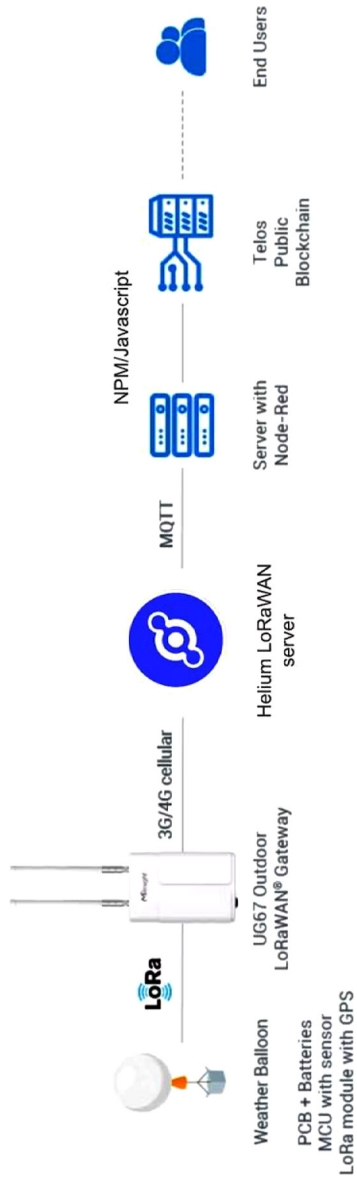 LoRa
Milesight
3G/4G cellular
MQTT
NPM/Javascript
Weather Balloon
PCB + Batteries
MCU with sensor
LoRa module with GPS
UG67 Outdoor
LoRaWAN® Gateway
Helium LoRaWAN
server
Server with
Node-Red
Telos
Public
Blockchain
End Users